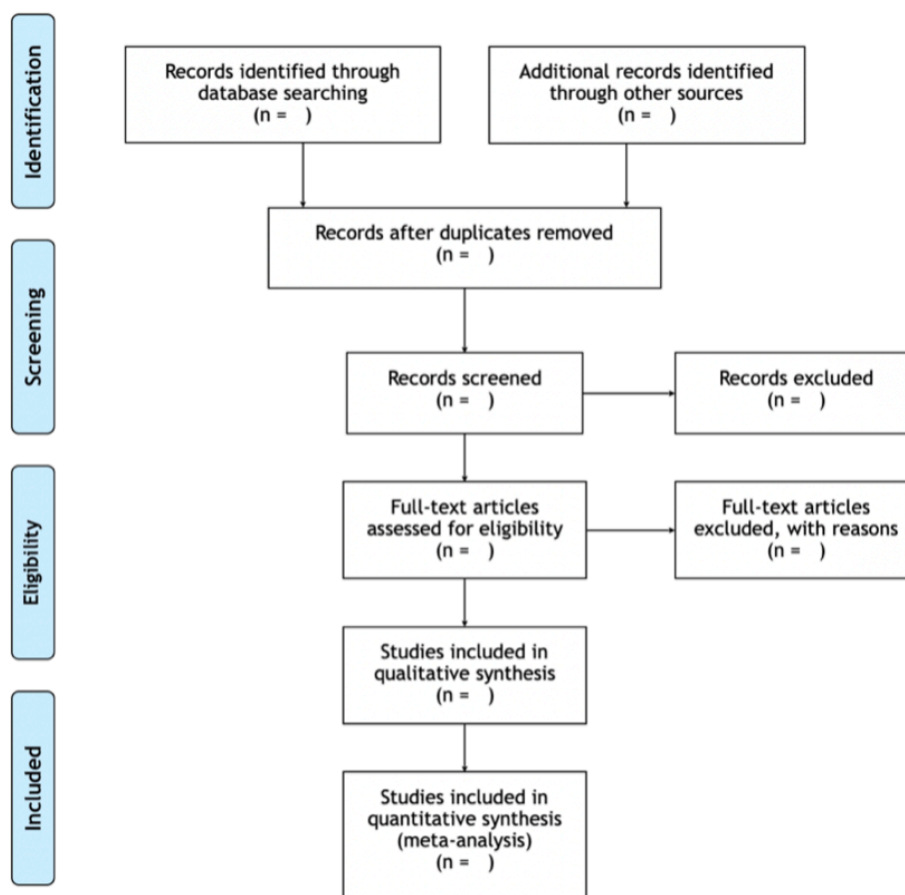 Identification
Records identified through
database searching
(n =   )
Additional records identified
through other sources
(n =   )
Records after duplicates removed
(n =   )
Screening
Records screened
(n =   )
Records excluded
(n =   )
Eligibility
Full-text articles
assessed for eligibility
(n =   )
Full-text articles
excluded, with reasons
(n =   )
Studies included in
qualitative synthesis
(n =   )
Included
Studies included in
quantitative synthesis
(meta-analysis)
(n =   )